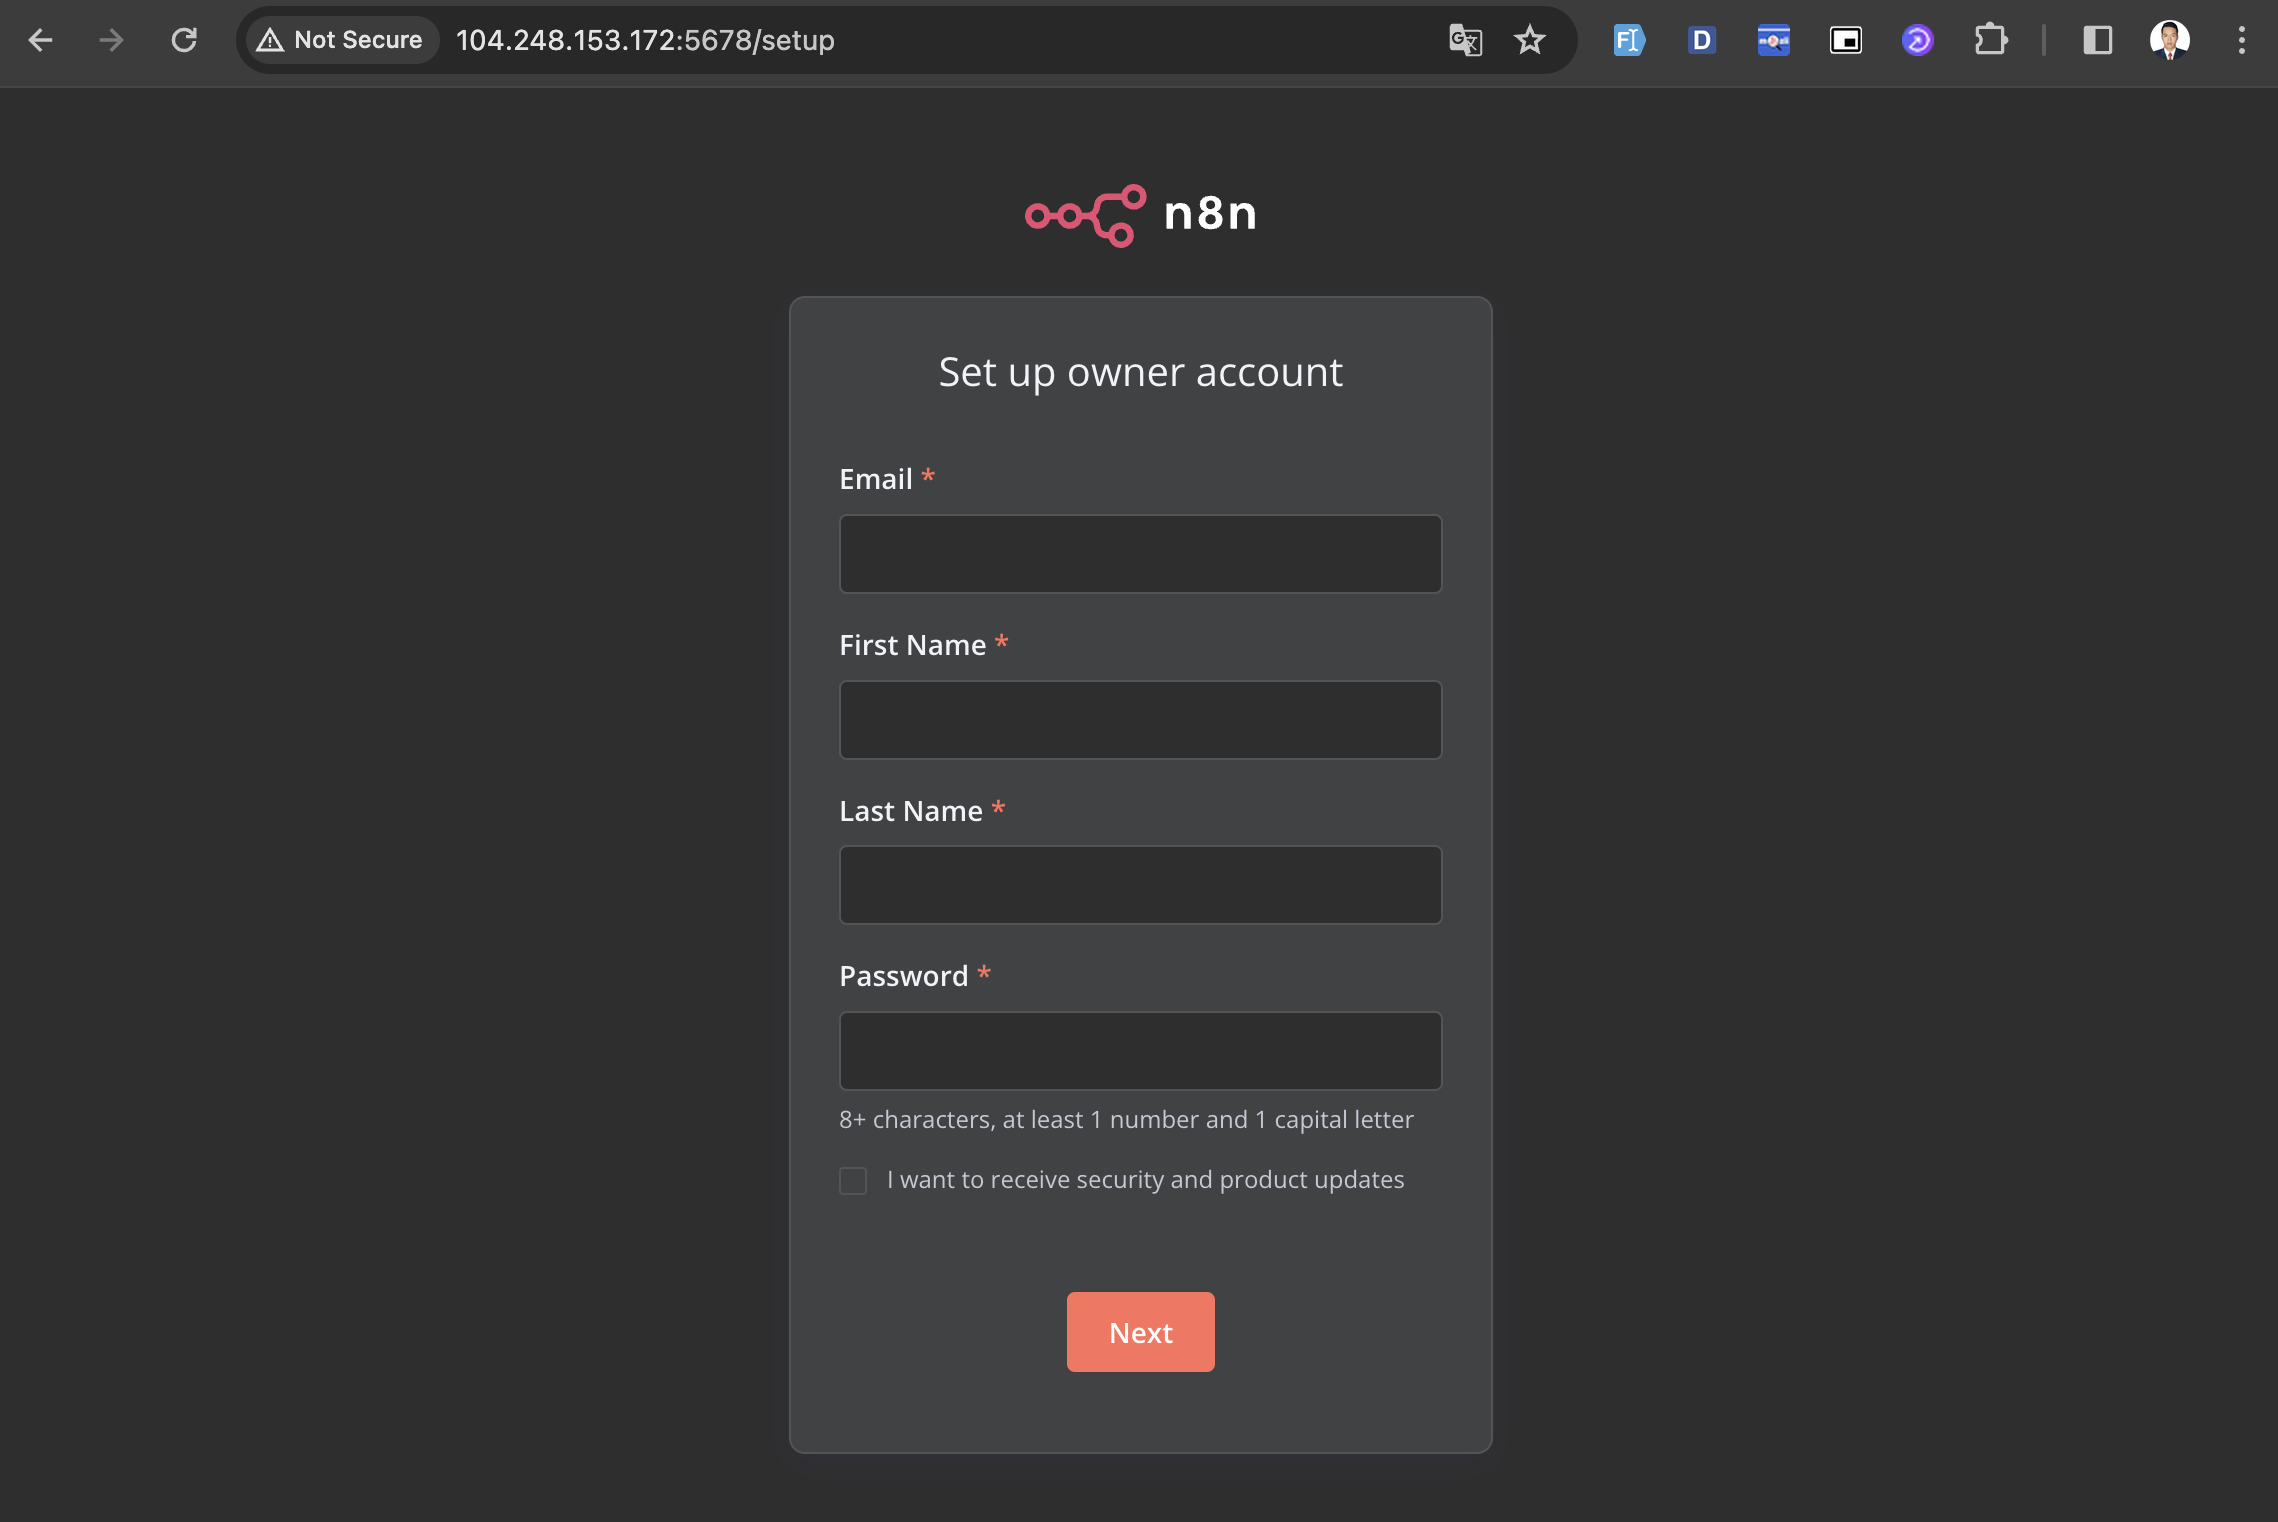 Not Secure 104.248.153.172:5678/setup
n8n
Set up owner account
Email *
First Name *
Last Name *
Password *
8+ characters, at least 1 number and 1 capital letter
I want to receive security and product updates
Next